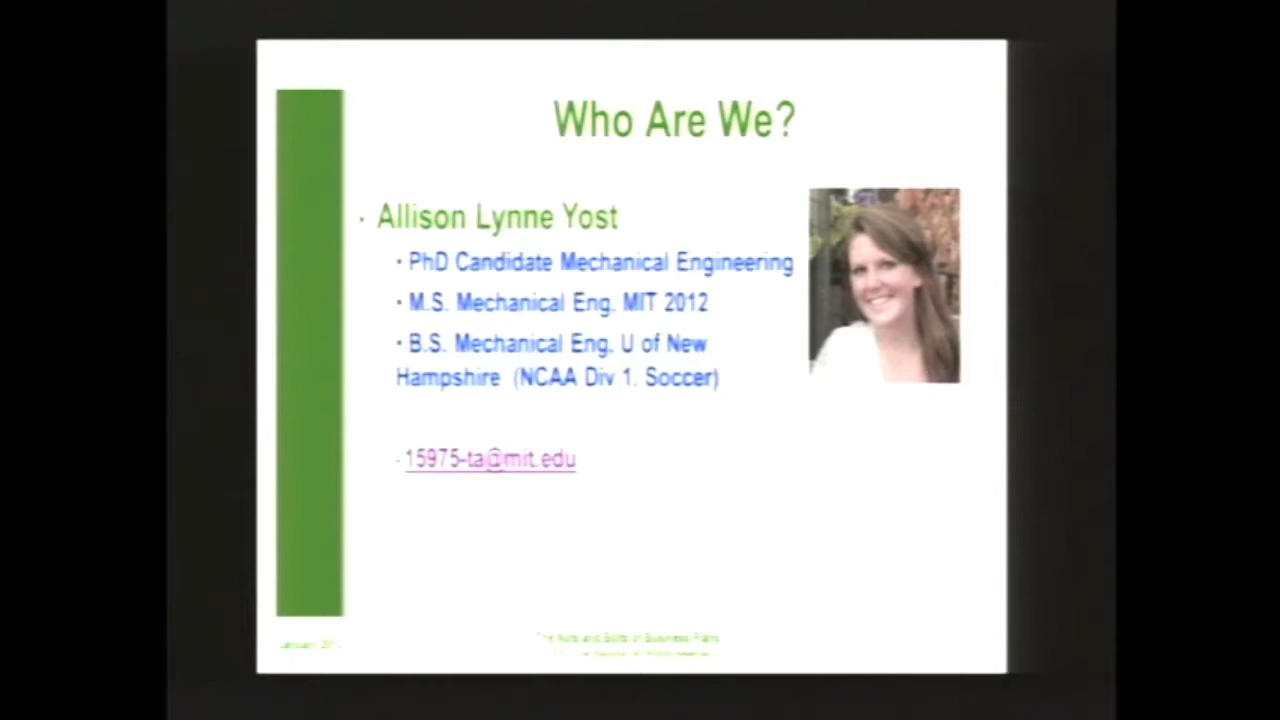 Who Are We?
· Allison Lynne Yost
· PhD Candidate Mechanical Engineering
· M.S. Mechanical Eng. MIT 2012
· B.S. Mechanical Eng. U of New
Hampshire (NCAA Div 1. Soccer)
· 15975-ta@mit.edu
The Nuts and Bolts of Business Plans